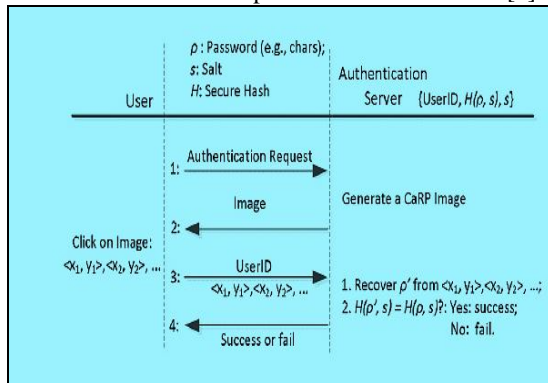 [2]
ρ : Password (e.g., chars);
s: Salt
H: Secure Hash
User
Authentication
Server {UserID, H(ρ, s), s}
Authentication Request
1:
Image
Generate a CaRP Image
2:
Click on Image:
<x₁, y₁>,<x₂, y₂>, ...
UserID
3:
<x₁, y₁>,<x₂, y₂>, ...
1. Recover ρ' from <x₁, y₁>,<x₂, y₂>, ...;
2. H(ρ', s) = H(ρ, s)?: Yes: success;
No: fail.
4:
Success or fail